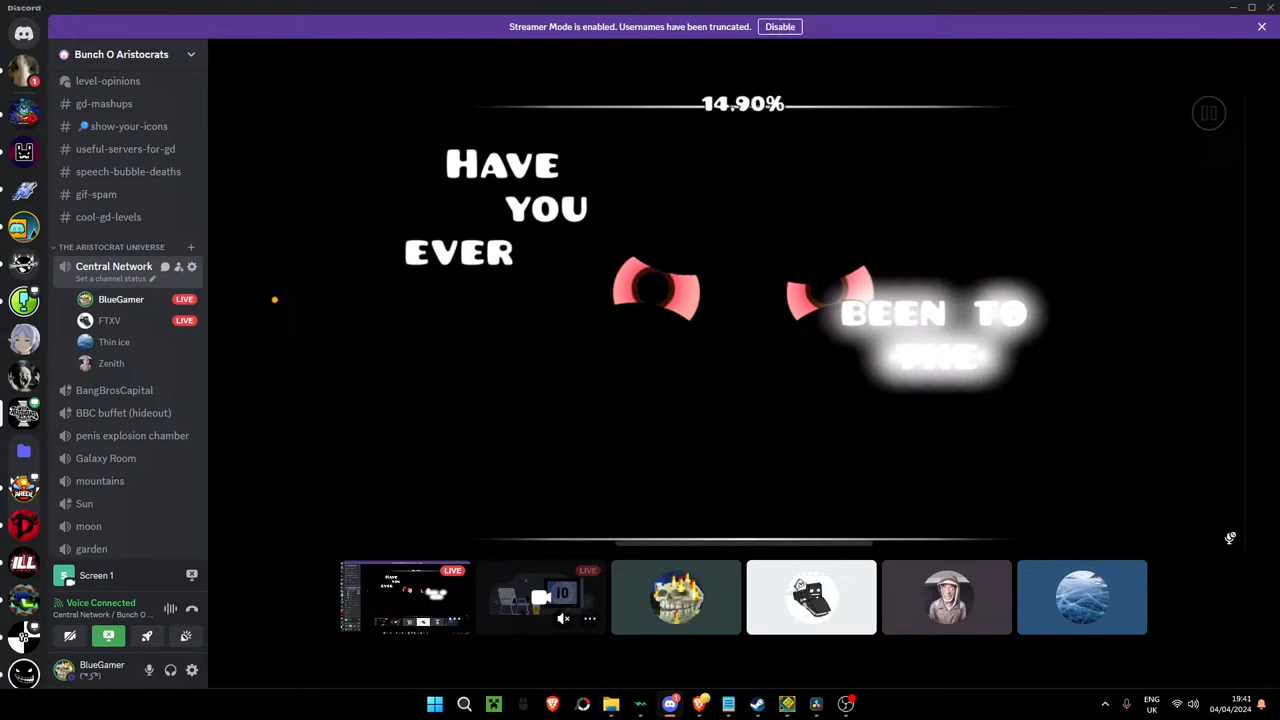 Discord
Streamer Mode is enabled. Usernames have been truncated.
Disable
Bunch O Aristocrats
level-opinions
gd-mashups
show-your-icons
useful-servers-for-gd
speech-bubble-deaths
gif-spam
cool-gd-levels
THE ARISTOCRAT UNIVERSE
Central Network
Set a channel status
BlueGamer LIVE
FTXV LIVE
Thin ice
Zenith
BangBrosCapital
BBC buffet (hideout)
penis explosion chamber
Galaxy Room
mountains
Sun
moon
garden
Screen 1
Voice Connected
Central Network / Bunch O ...
BlueGamer
14.90%
HAVE
YOU
EVER
BEEN TO
THE
LIVE
LIVE
ENG
UK
19:41
04/04/2024